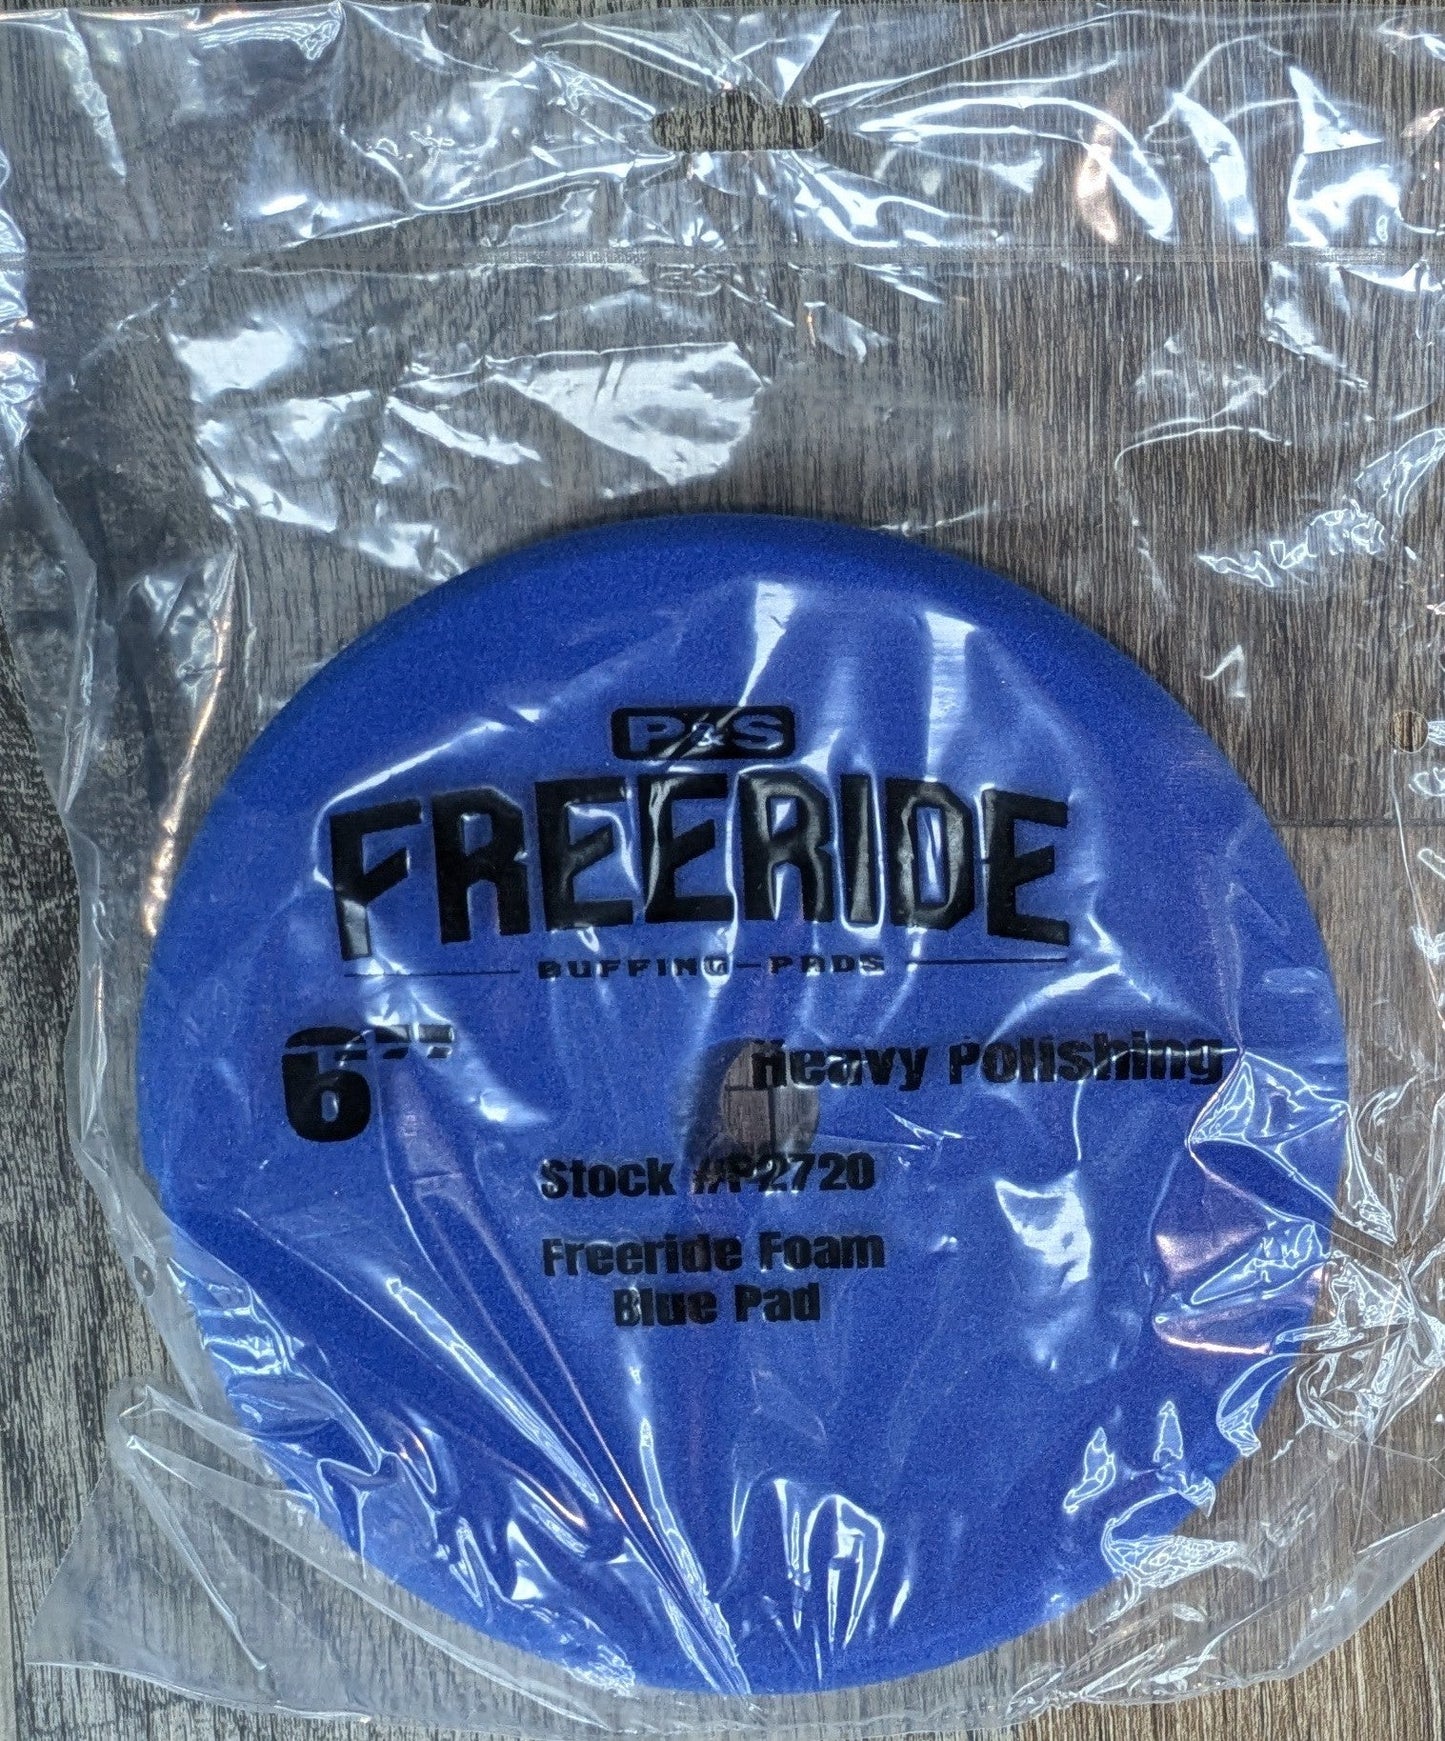 P&S
FREERIDE
BUFFING-PADS
6"
Heavy Polishing
Stock #P2720
Freeride Foam
Blue Pad